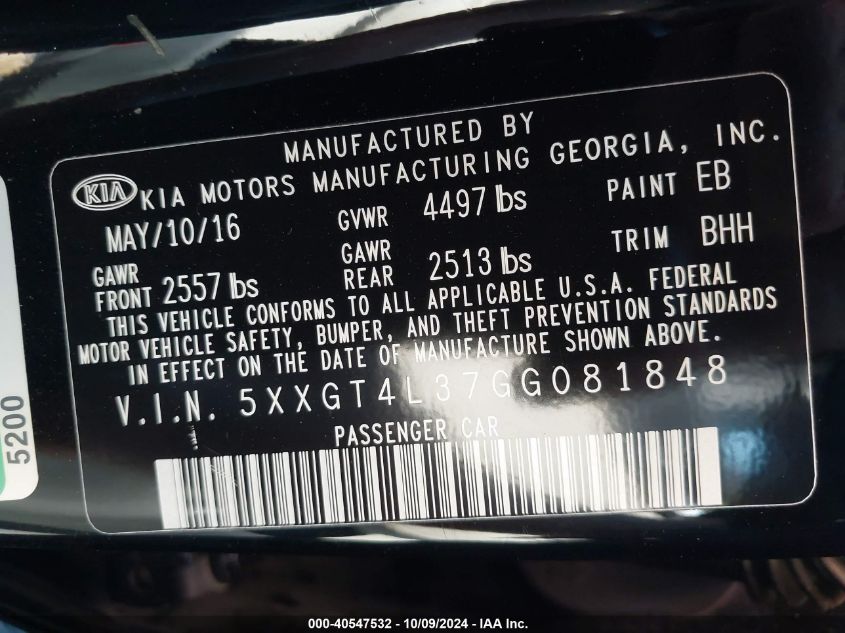 MANUFACTURED BY
KIA KIA MOTORS MANUFACTURING GEORGIA, INC.
MAY/10/16 GVWR 4497 lbs PAINT EB
GAWR FRONT 2557 lbs GAWR REAR 2513 lbs TRIM BHH
THIS VEHICLE CONFORMS TO ALL APPLICABLE U.S.A. FEDERAL
MOTOR VEHICLE SAFETY, BUMPER, AND THEFT PREVENTION STANDARDS
IN EFFECT ON THE DATE OF MANUFACTURE SHOWN ABOVE.
V.I.N. 5XXGT4L37GG081848
PASSENGER CAR
5200
000-40547532 - 10/09/2024 - IAA Inc.